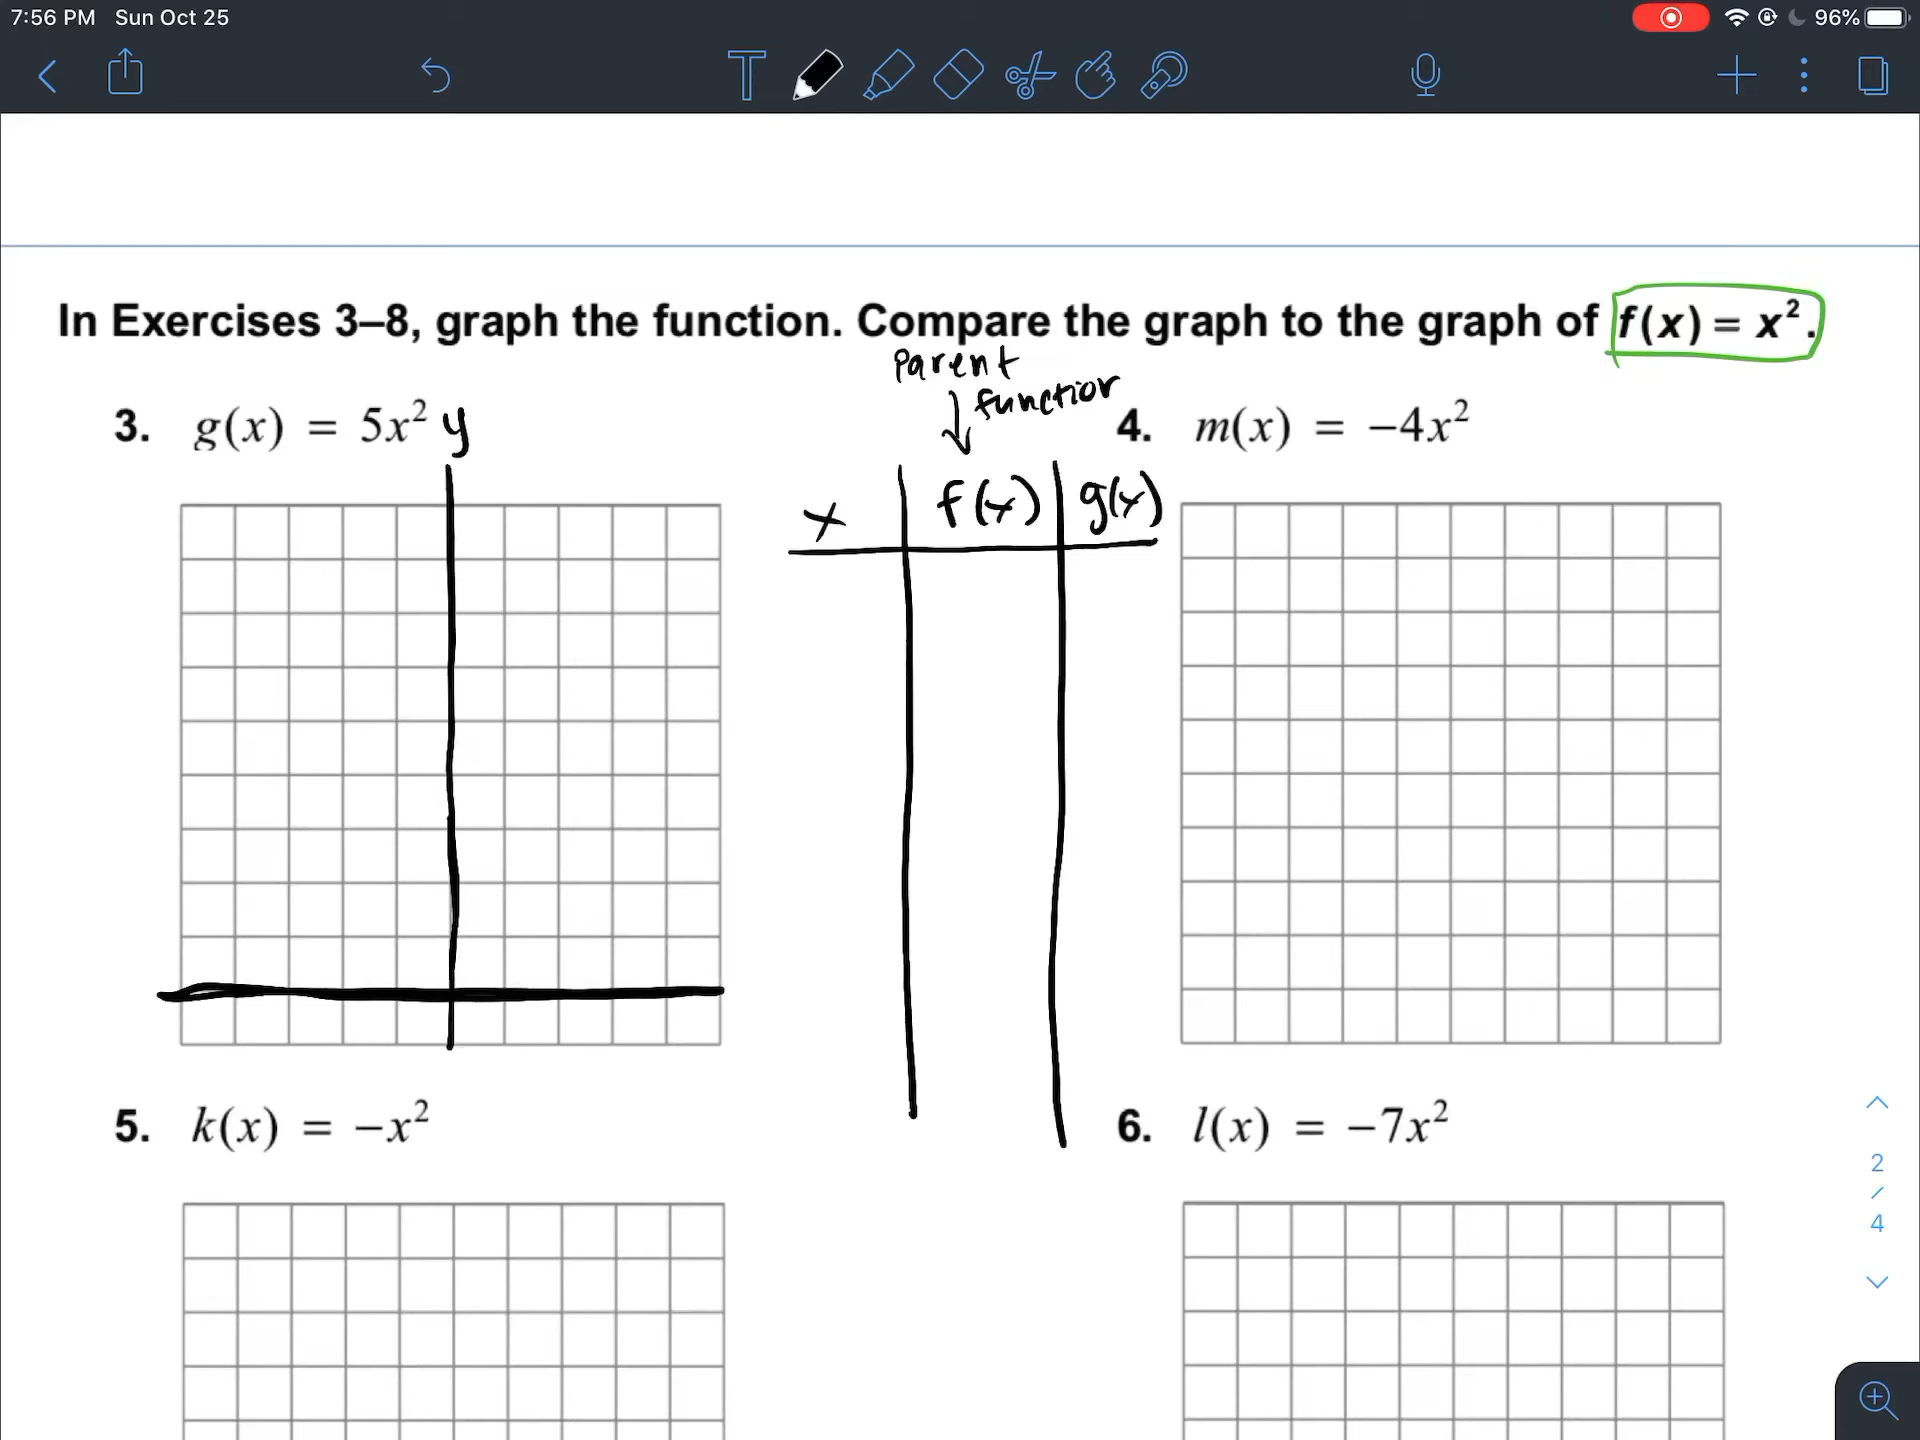 7:56 PM Sun Oct 25
96%
In Exercises 3–8, graph the function. Compare the graph to the graph of f(x) = x².
Parent
function
3. g(x) = 5x² y
4. m(x) = −4x²
x f(x) g(x)
5. k(x) = −x²
6. l(x) = −7x²
2
/
4